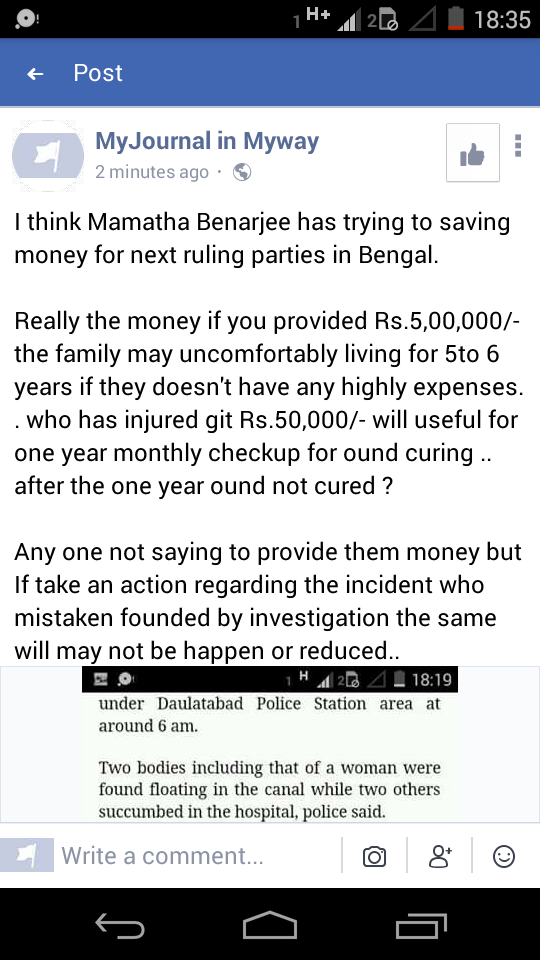 1 H+ 2 18:35
Post
MyJournal in Myway
2 minutes ago ·
I think Mamatha Benarjee has trying to saving
money for next ruling parties in Bengal.
Really the money if you provided Rs.5,00,000/-
the family may uncomfortably living for 5to 6
years if they doesn't have any highly expenses.
. who has injured git Rs.50,000/- will useful for
one year monthly checkup for ound curing ..
after the one year ound not cured ?
Any one not saying to provide them money but
If take an action regarding the incident who
mistaken founded by investigation the same
will may not be happen or reduced..
1 H 2 18:19
under Daulatabad Police Station area at
around 6 am.
Two bodies including that of a woman were
found floating in the canal while two others
succumbed in the hospital, police said.
Write a comment...